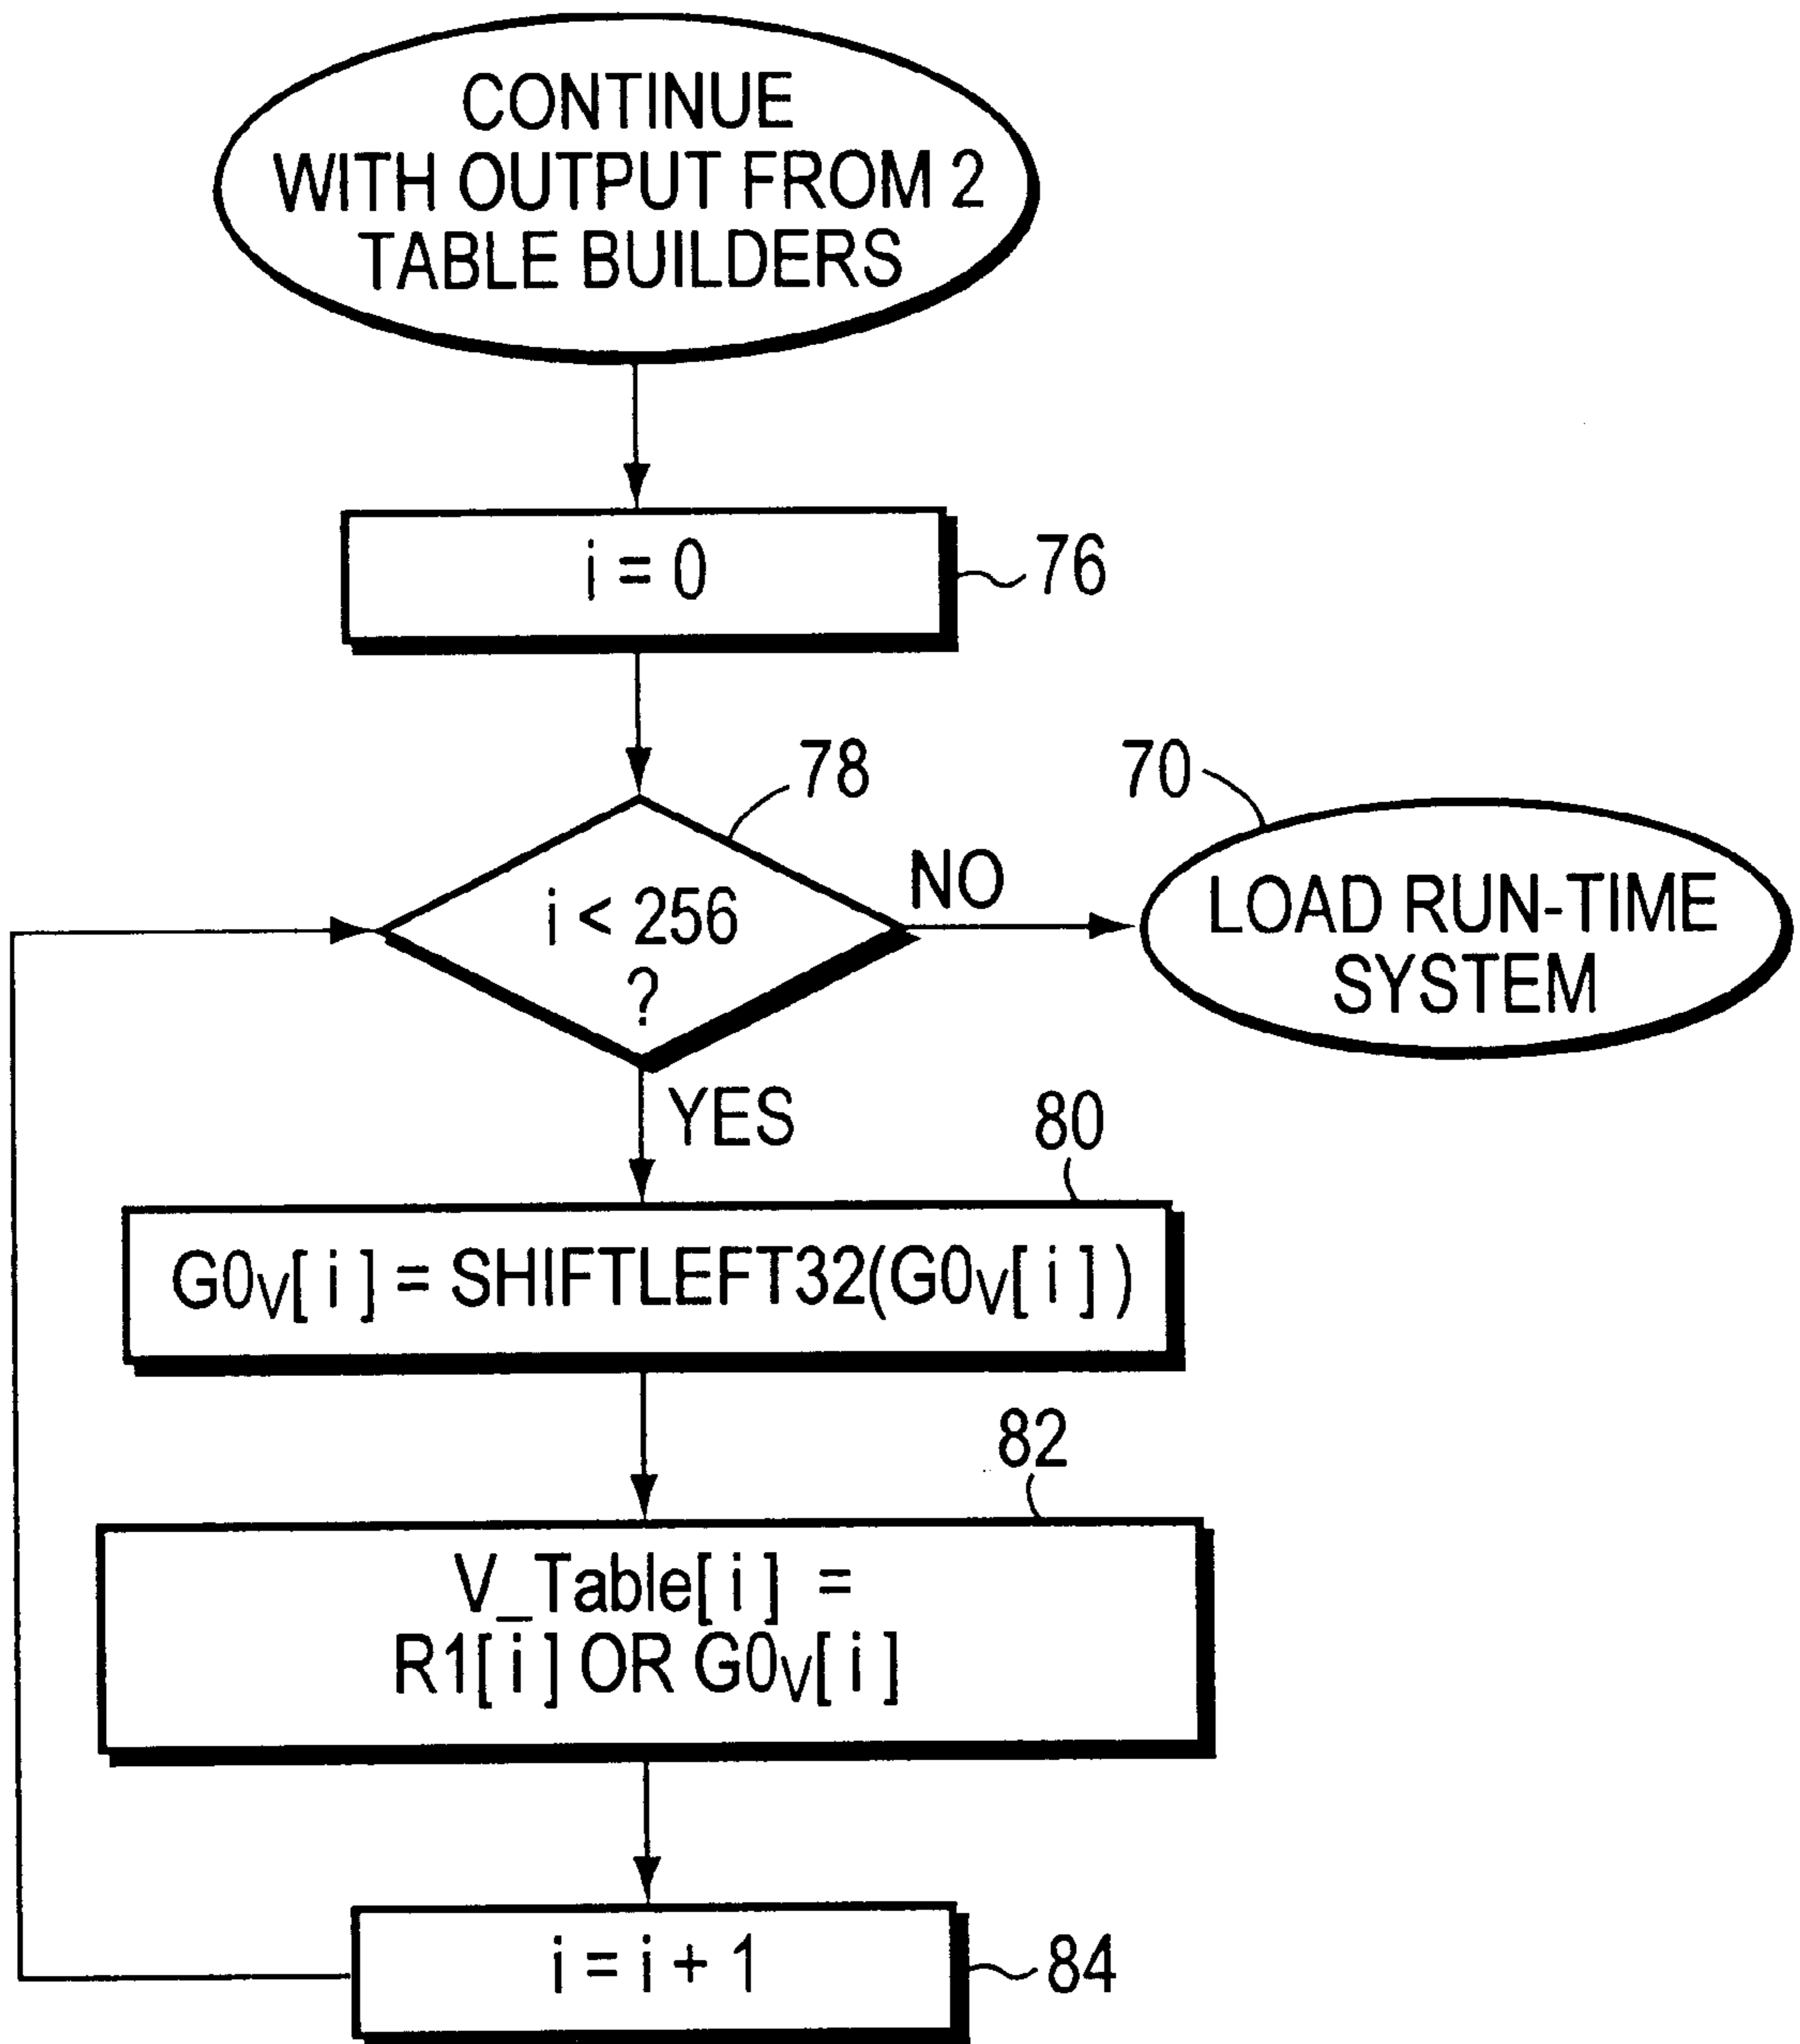 CONTINUE
WITH OUTPUT FROM 2
TABLE BUILDERS
i = 0
76
78
70
i < 256
?
NO
LOAD RUN-TIME
SYSTEM
YES
80
G0V[ i ] = SHIFTLEFT32(G0V[ i ] )
82
V_Table[ i ] =
R1[ i ] OR G0V[ i ]
i = i + 1
84